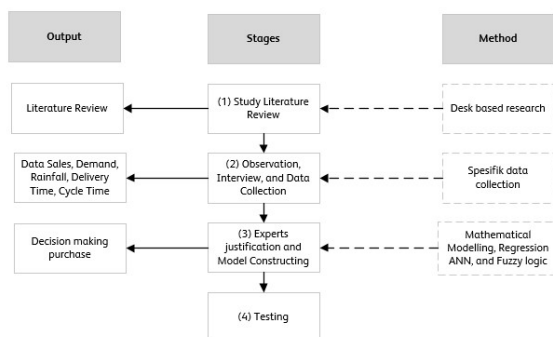 Output
Stages
Method
Literature Review
(1) Study Literature
Review
Desk based research
Data Sales, Demand,
Rainfall, Delivery
Time, Cycle Time
(2) Observation,
Interview, and Data
Collection
Spesifik data
collection
Decision making
purchase
(3) Experts
justification and
Model Constructing
Mathematical
Modelling, Regression
ANN, and Fuzzy logic
(4) Testing